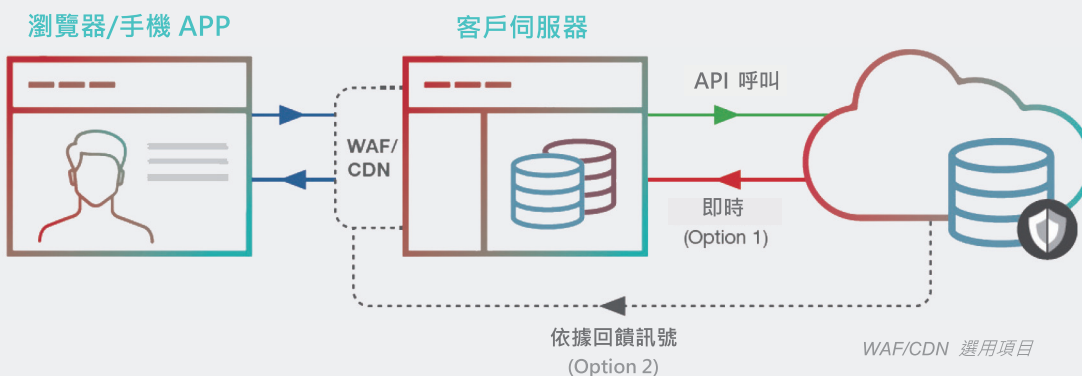 瀏覽器/手機 APP
客戶伺服器
API 呼叫
WAF/
CDN
即時
(Option 1)
依據回饋訊號
(Option 2)
WAF/CDN 選用項目